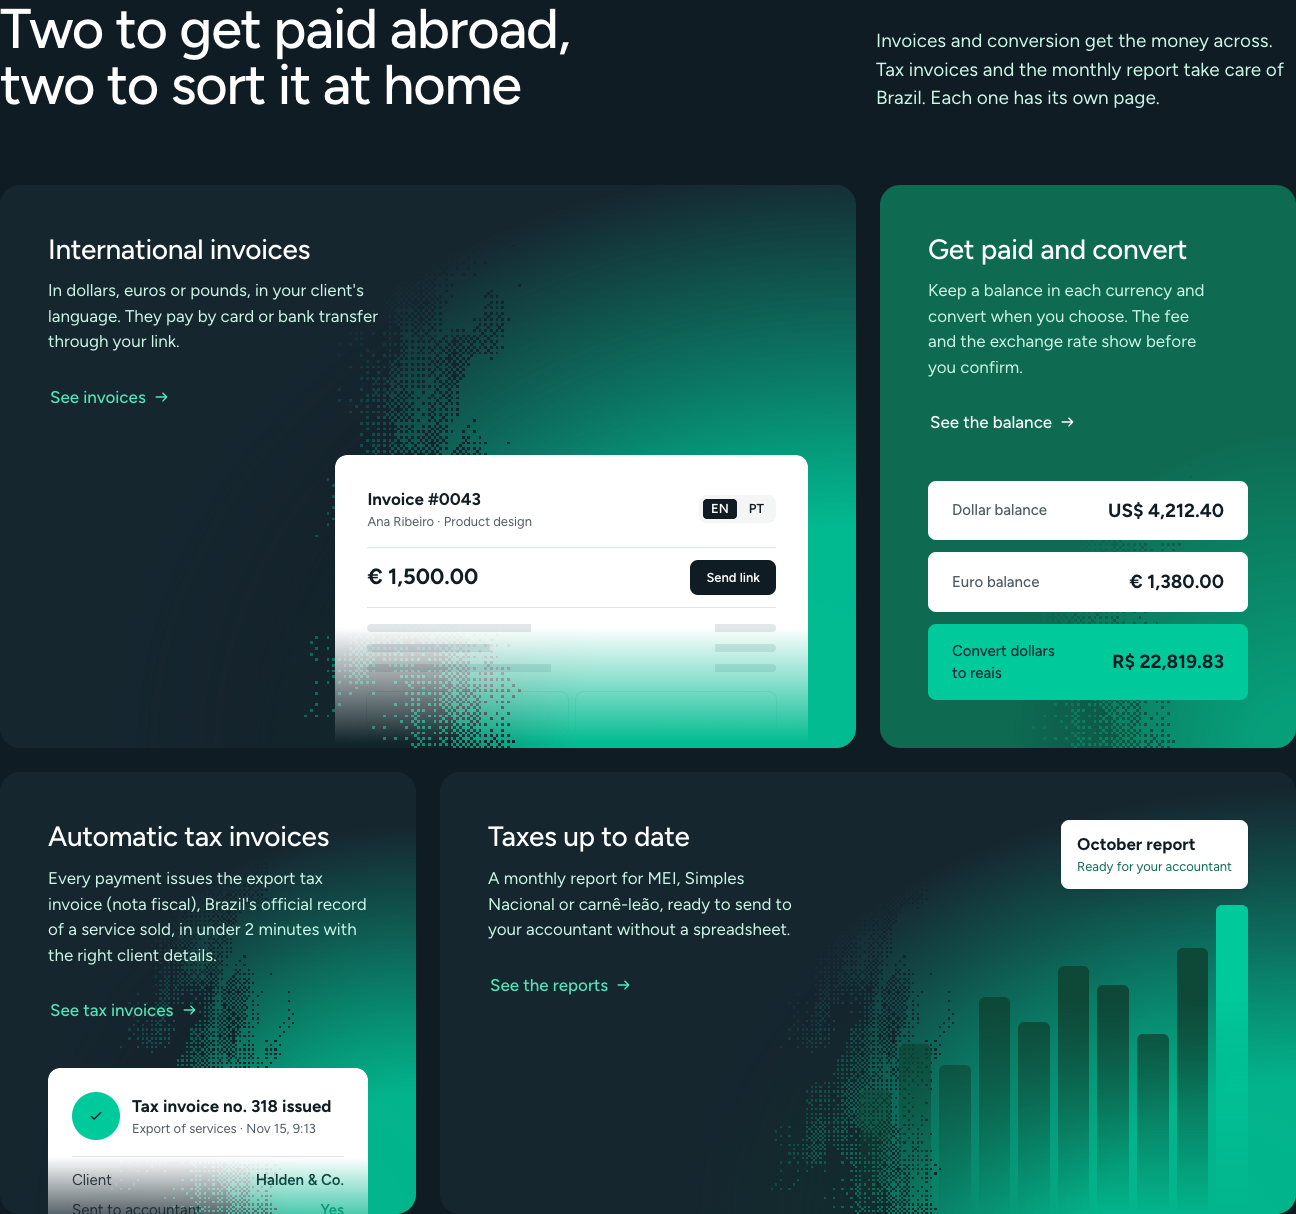 Two to get paid abroad,
two to sort it at home
Invoices and conversion get the money across.
Tax invoices and the monthly report take care of
Brazil. Each one has its own page.
International invoices
In dollars, euros or pounds, in your client's
language. They pay by card or bank transfer
through your link.
See invoices →
Invoice #0043
Ana Ribeiro · Product design
EN PT
€ 1,500.00
Send link
Get paid and convert
Keep a balance in each currency and
convert when you choose. The fee
and the exchange rate show before
you confirm.
See the balance →
Dollar balance US$ 4,212.40
Euro balance € 1,380.00
Convert dollars
to reais
R$ 22,819.83
Automatic tax invoices
Every payment issues the export tax
invoice (nota fiscal), Brazil's official record
of a service sold, in under 2 minutes with
the right client details.
See tax invoices →
Tax invoice no. 318 issued
Export of services · Nov 15, 9:13
Client Halden & Co.
Sent to accountant Yes
Taxes up to date
A monthly report for MEI, Simples
Nacional or carnê-leão, ready to send to
your accountant without a spreadsheet.
See the reports →
October report
Ready for your accountant